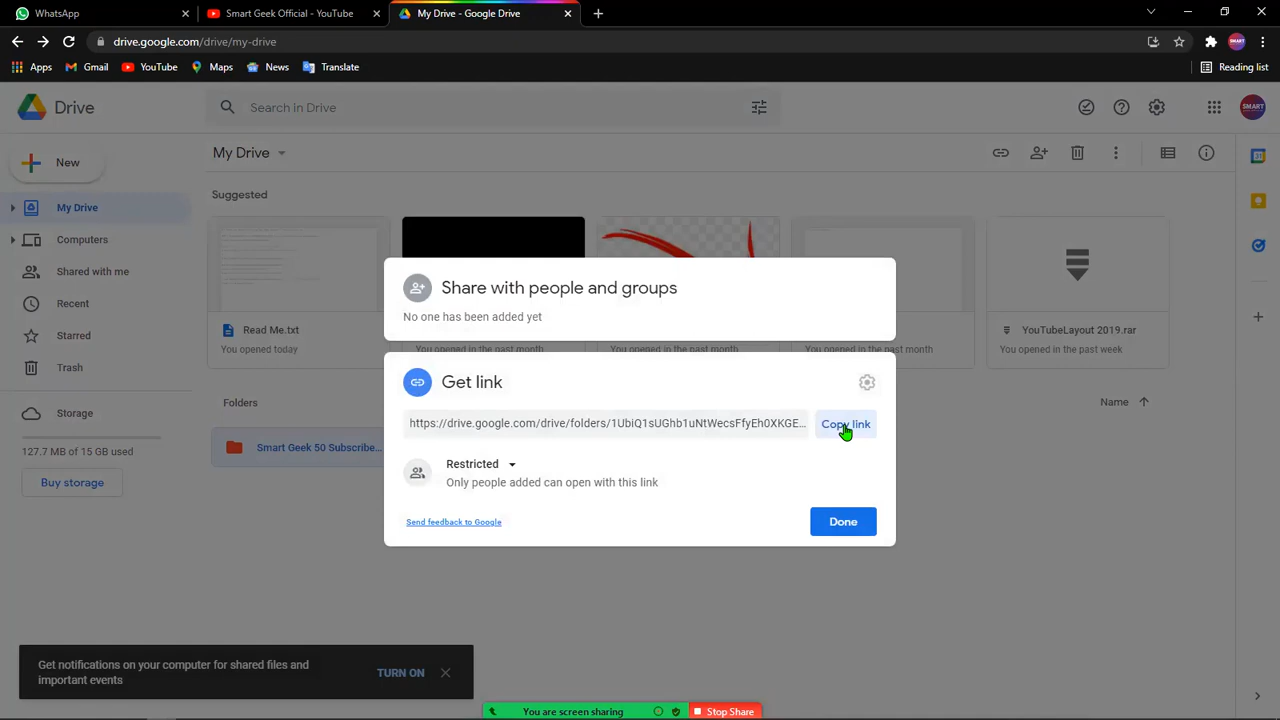 WhatsApp
Smart Geek Official - YouTube
My Drive - Google Drive
drive.google.com/drive/my-drive
Apps
Gmail
YouTube
Maps
News
Translate
Reading list
Drive
Search in Drive
SMART
New
My Drive
Suggested
My Drive
Computers
Shared with me
Recent
Starred
Trash
Storage
127.7 MB of 15 GB used
Buy storage
Read Me.txt
You opened today
You opened in the past month
You opened in the past month
You opened in the past month
YouTubeLayout 2019.rar
You opened in the past week
Folders
Name
Smart Geek 50 Subscribe...
Share with people and groups
No one has been added yet
Get link
https://drive.google.com/drive/folders/1UbiQ1sUGhb1uNtWecsFfyEh0XKGE...
Copy link
Restricted
Only people added can open with this link
Send feedback to Google
Done
Get notifications on your computer for shared files and
important events
TURN ON
You are screen sharing
Stop Share